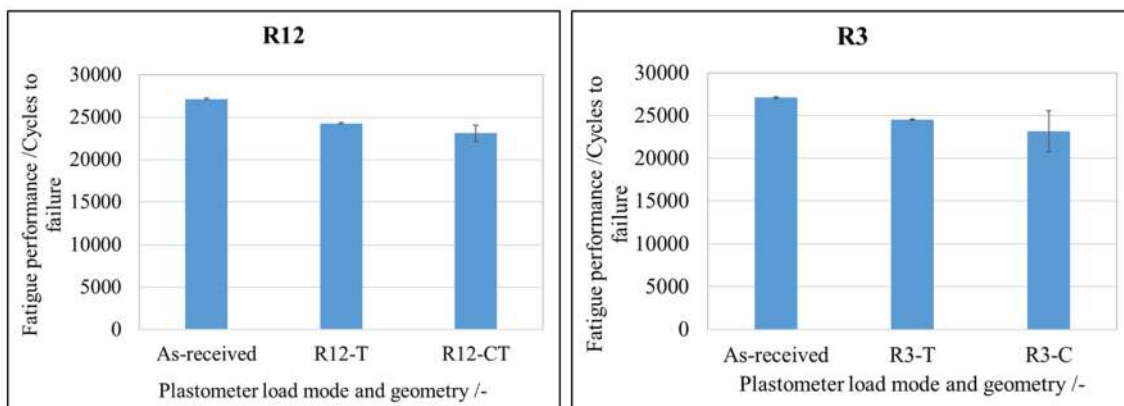 R12
Fatigue performance /Cycles to
failure
30000
25000
20000
15000
10000
5000
0
As-received R12-T R12-CT
Plastometer load mode and geometry /-
R3
Fatigue performance /Cycles to
failure
30000
25000
20000
15000
10000
5000
0
As-received R3-T R3-C
Plastometer load mode and geometry /-